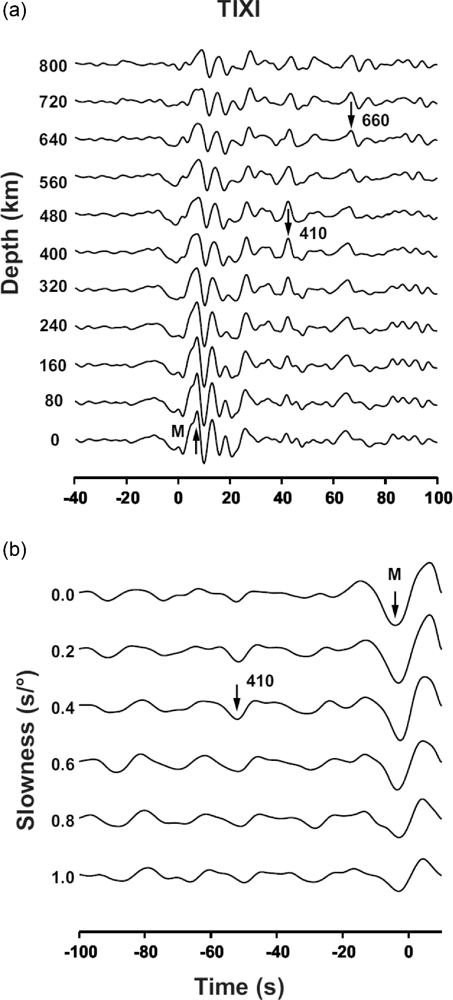 (a)
TIXI
800
720
660
640
560
480
410
400
320
240
160
80
M
0
Depth (km)
-40 -20 0 20 40 60 80 100
(b)
M
0.0
0.2
410
0.4
0.6
0.8
1.0
Slowness (s/°)
-100 -80 -60 -40 -20 0
Time (s)